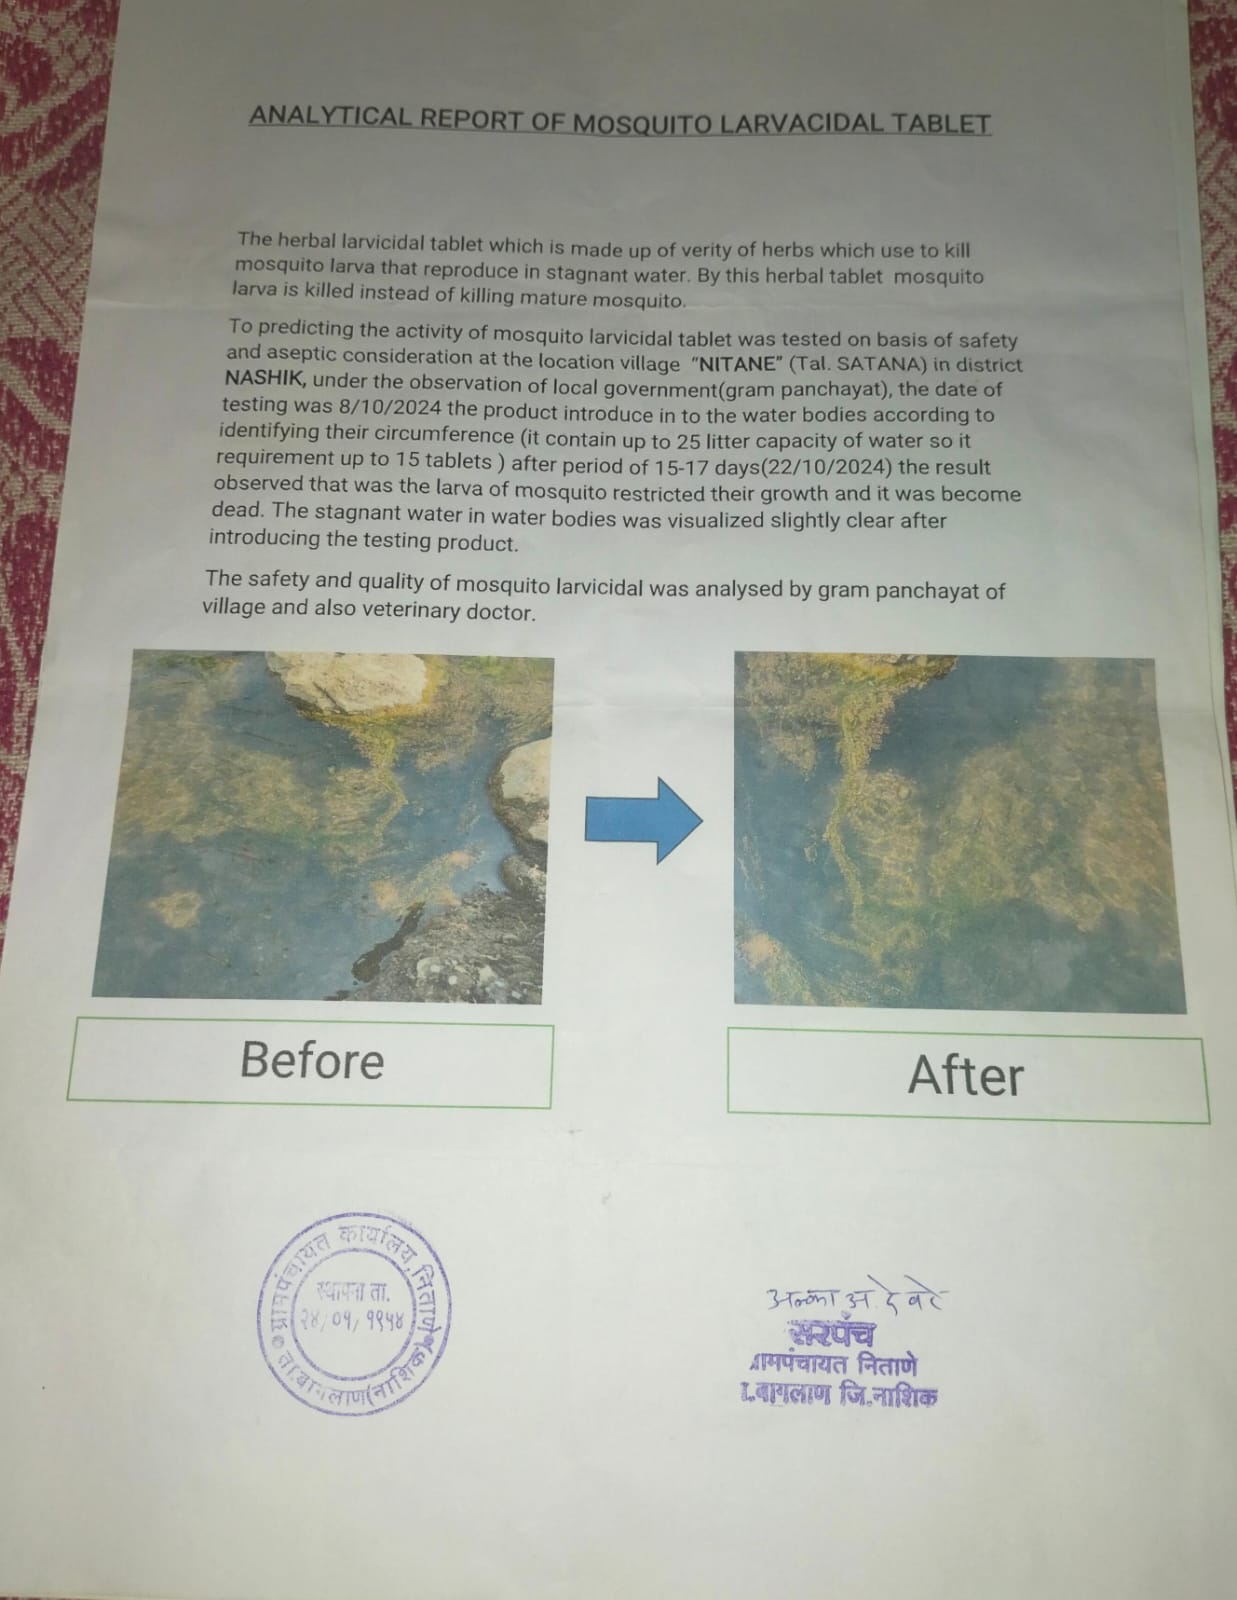 ANALYTICAL REPORT OF MOSQUITO LARVACIDAL TABLET
The herbal larvicidal tablet which is made up of verity of herbs which use to kill
mosquito larva that reproduce in stagnant water. By this herbal tablet mosquito
larva is killed instead of killing mature mosquito.
To predicting the activity of mosquito larvicidal tablet was tested on basis of safety
and aseptic consideration at the location village “NITANE” (Tal. SATANA) in district
NASHIK, under the observation of local government(gram panchayat), the date of
testing was 8/10/2024 the product introduce in to the water bodies according to
identifying their circumference (it contain up to 25 litter capacity of water so it
requirement up to 15 tablets ) after period of 15-17 days(22/10/2024) the result
observed that was the larva of mosquito restricted their growth and it was become
dead. The stagnant water in water bodies was visualized slightly clear after
introducing the testing product.
The safety and quality of mosquito larvicidal was analysed by gram panchayat of
village and also veterinary doctor.
Before
After
ग्रामपंचायत कार्यालय, निताणे
स्थापना ता.
२४/०१/१९५४
ता.बागलाण(नाशिक)
अ. देवरे
सरपंच
ग्रामपंचायत निताणे
ता.बागलाण जि.नाशिक